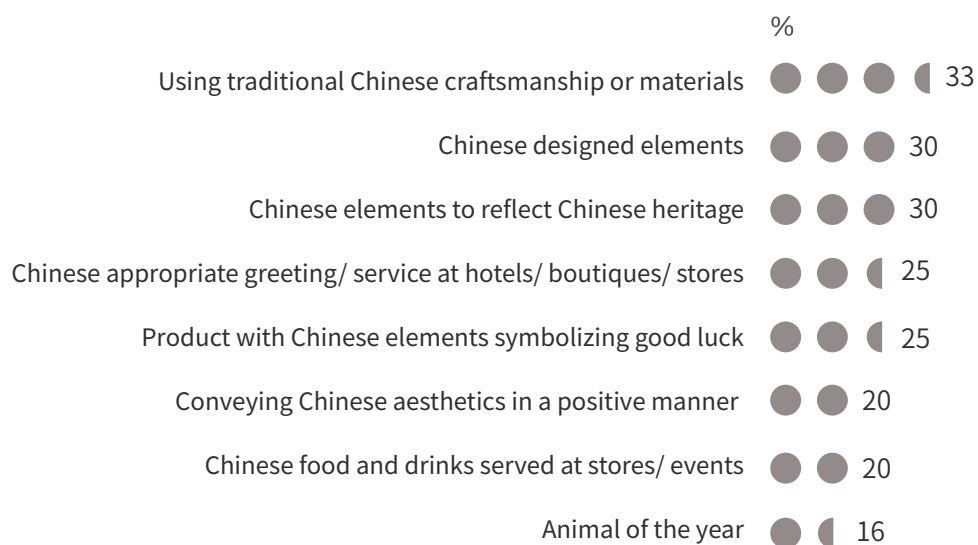 %
Using traditional Chinese craftsmanship or materials 33
Chinese designed elements 30
Chinese elements to reflect Chinese heritage 30
Chinese appropriate greeting/ service at hotels/ boutiques/ stores 25
Product with Chinese elements symbolizing good luck 25
Conveying Chinese aesthetics in a positive manner 20
Chinese food and drinks served at stores/ events 20
Animal of the year 16